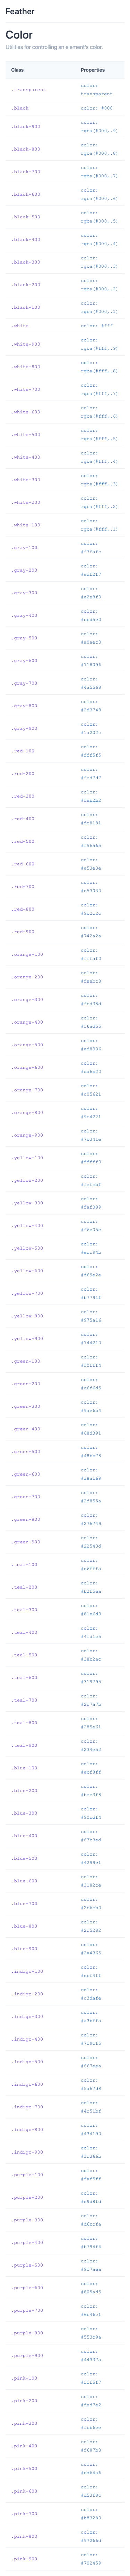 Feather
Color
Utilities for controlling an element's color.
Class Properties
.transparent
color:
transparent
.black color: #000
.black-900
color:
rgba(#000,.9)
.black-800
color:
rgba(#000,.8)
.black-700
color:
rgba(#000,.7)
.black-600
color:
rgba(#000,.6)
.black-500
color:
rgba(#000,.5)
.black-400
color:
rgba(#000,.4)
.black-300
color:
rgba(#000,.3)
.black-200
color:
rgba(#000,.2)
.black-100
color:
rgba(#000,.1)
.white color: #fff
.white-900
color:
rgba(#fff,.9)
.white-800
color:
rgba(#fff,.8)
.white-700
color:
rgba(#fff,.7)
.white-600
color:
rgba(#fff,.6)
.white-500
color:
rgba(#fff,.5)
.white-400
color:
rgba(#fff,.4)
.white-300
color:
rgba(#fff,.3)
.white-200
color:
rgba(#fff,.2)
.white-100
color:
rgba(#fff,.1)
.gray-100
color:
#f7fafc
.gray-200
color:
#edf2f7
.gray-300
color:
#e2e8f0
.gray-400
color:
#cbd5e0
.gray-500
color:
#a0aec0
.gray-600
color:
#718096
.gray-700
color:
#4a5568
.gray-800
color:
#2d3748
.gray-900
color:
#1a202c
.red-100
color:
#fff5f5
.red-200
color:
#fed7d7
.red-300
color:
#feb2b2
.red-400
color:
#fc8181
.red-500
color:
#f56565
.red-600
color:
#e53e3e
.red-700
color:
#c53030
.red-800
color:
#9b2c2c
.red-900
color:
#742a2a
.orange-100
color:
#fffaf0
.orange-200
color:
#feebc8
.orange-300
color:
#fbd38d
.orange-400
color:
#f6ad55
.orange-500
color:
#ed8936
.orange-600
color:
#dd6b20
.orange-700
color:
#c05621
.orange-800
color:
#9c4221
.orange-900
color:
#7b341e
.yellow-100
color:
#fffff0
.yellow-200
color:
#fefcbf
.yellow-300
color:
#faf089
.yellow-400
color:
#f6e05e
.yellow-500
color:
#ecc94b
.yellow-600
color:
#d69e2e
.yellow-700
color:
#b7791f
.yellow-800
color:
#975a16
.yellow-900
color:
#744210
.green-100
color:
#f0fff4
.green-200
color:
#c6f6d5
.green-300
color:
#9ae6b4
.green-400
color:
#68d391
.green-500
color:
#48bb78
.green-600
color:
#38a169
.green-700
color:
#2f855a
.green-800
color:
#276749
.green-900
color:
#22543d
.teal-100
color:
#e6fffa
.teal-200
color:
#b2f5ea
.teal-300
color:
#81e6d9
.teal-400
color:
#4fd1c5
.teal-500
color:
#38b2ac
.teal-600
color:
#319795
.teal-700
color:
#2c7a7b
.teal-800
color:
#285e61
.teal-900
color:
#234e52
.blue-100
color:
#ebf8ff
.blue-200
color:
#bee3f8
.blue-300
color:
#90cdf4
.blue-400
color:
#63b3ed
.blue-500
color:
#4299e1
.blue-600
color:
#3182ce
.blue-700
color:
#2b6cb0
.blue-800
color:
#2c5282
.blue-900
color:
#2a4365
.indigo-100
color:
#ebf4ff
.indigo-200
color:
#c3dafe
.indigo-300
color:
#a3bffa
.indigo-400
color:
#7f9cf5
.indigo-500
color:
#667eea
.indigo-600
color:
#5a67d8
.indigo-700
color:
#4c51bf
.indigo-800
color:
#434190
.indigo-900
color:
#3c366b
.purple-100
color:
#faf5ff
.purple-200
color:
#e9d8fd
.purple-300
color:
#d6bcfa
.purple-400
color:
#b794f4
.purple-500
color:
#9f7aea
.purple-600
color:
#805ad5
.purple-700
color:
#6b46c1
.purple-800
color:
#553c9a
.purple-900
color:
#44337a
.pink-100
color:
#fff5f7
.pink-200
color:
#fed7e2
.pink-300
color:
#fbb6ce
.pink-400
color:
#f687b3
.pink-500
color:
#ed64a6
.pink-600
color:
#d53f8c
.pink-700
color:
#b83280
.pink-800
color:
#97266d
.pink-900
color:
#702459